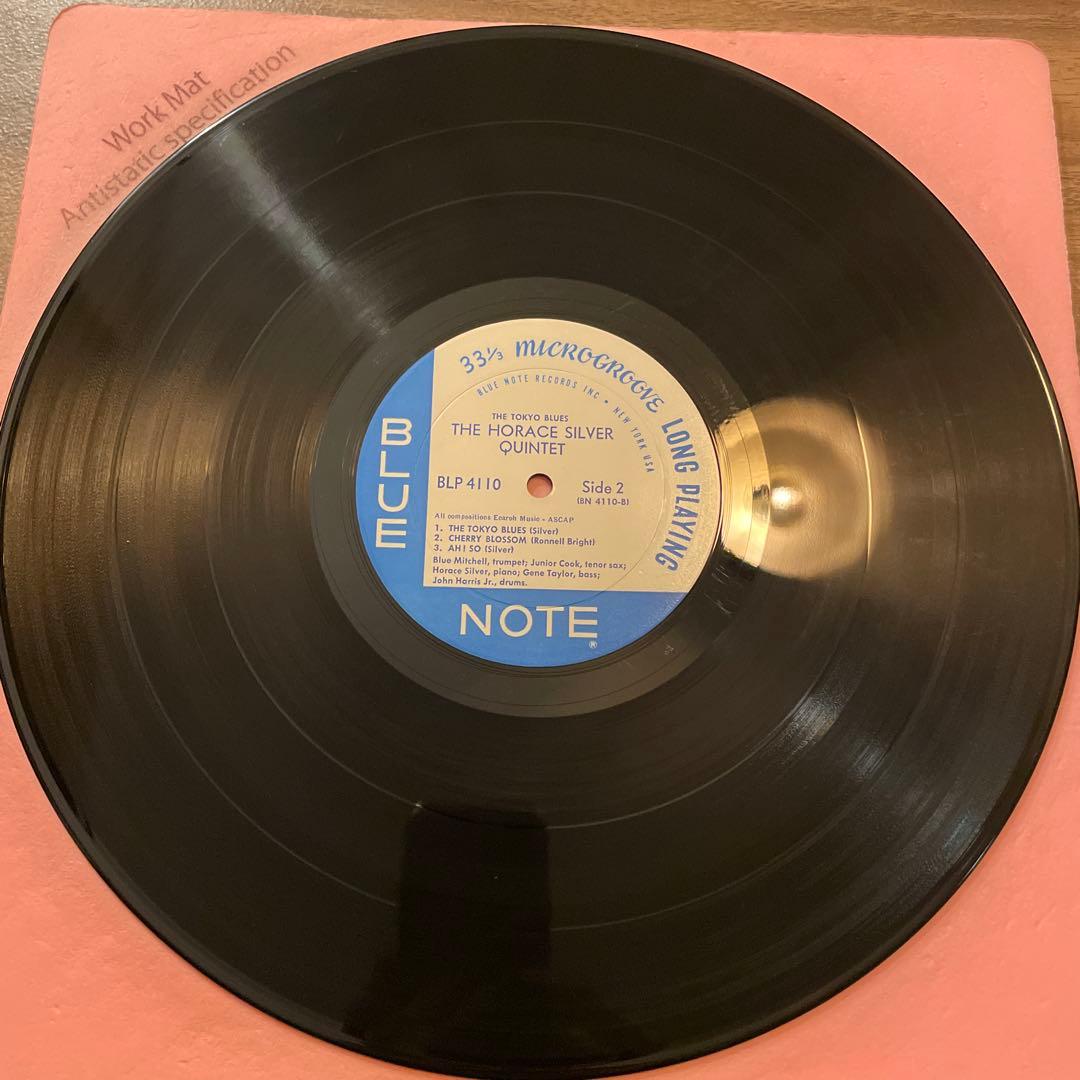 Work Mat
Antistatic specification
33⅓ MICROGROOVE LONG PLAYING
BLUE NOTE RECORDS INC • NEW YORK USA
THE TOKYO BLUES
THE HORACE SILVER
QUINTET
BLP 4110
Side 2
(BN 4110-B)
All compositions Ecaroh Music - ASCAP
1. THE TOKYO BLUES (Silver)
2. CHERRY BLOSSOM (Ronnell Bright)
3. AH! SO (Silver)
Blue Mitchell, trumpet; Junior Cook, tenor sax;
Horace Silver, piano; Gene Taylor, bass;
John Harris Jr., drums.
BLUE
NOTE
®